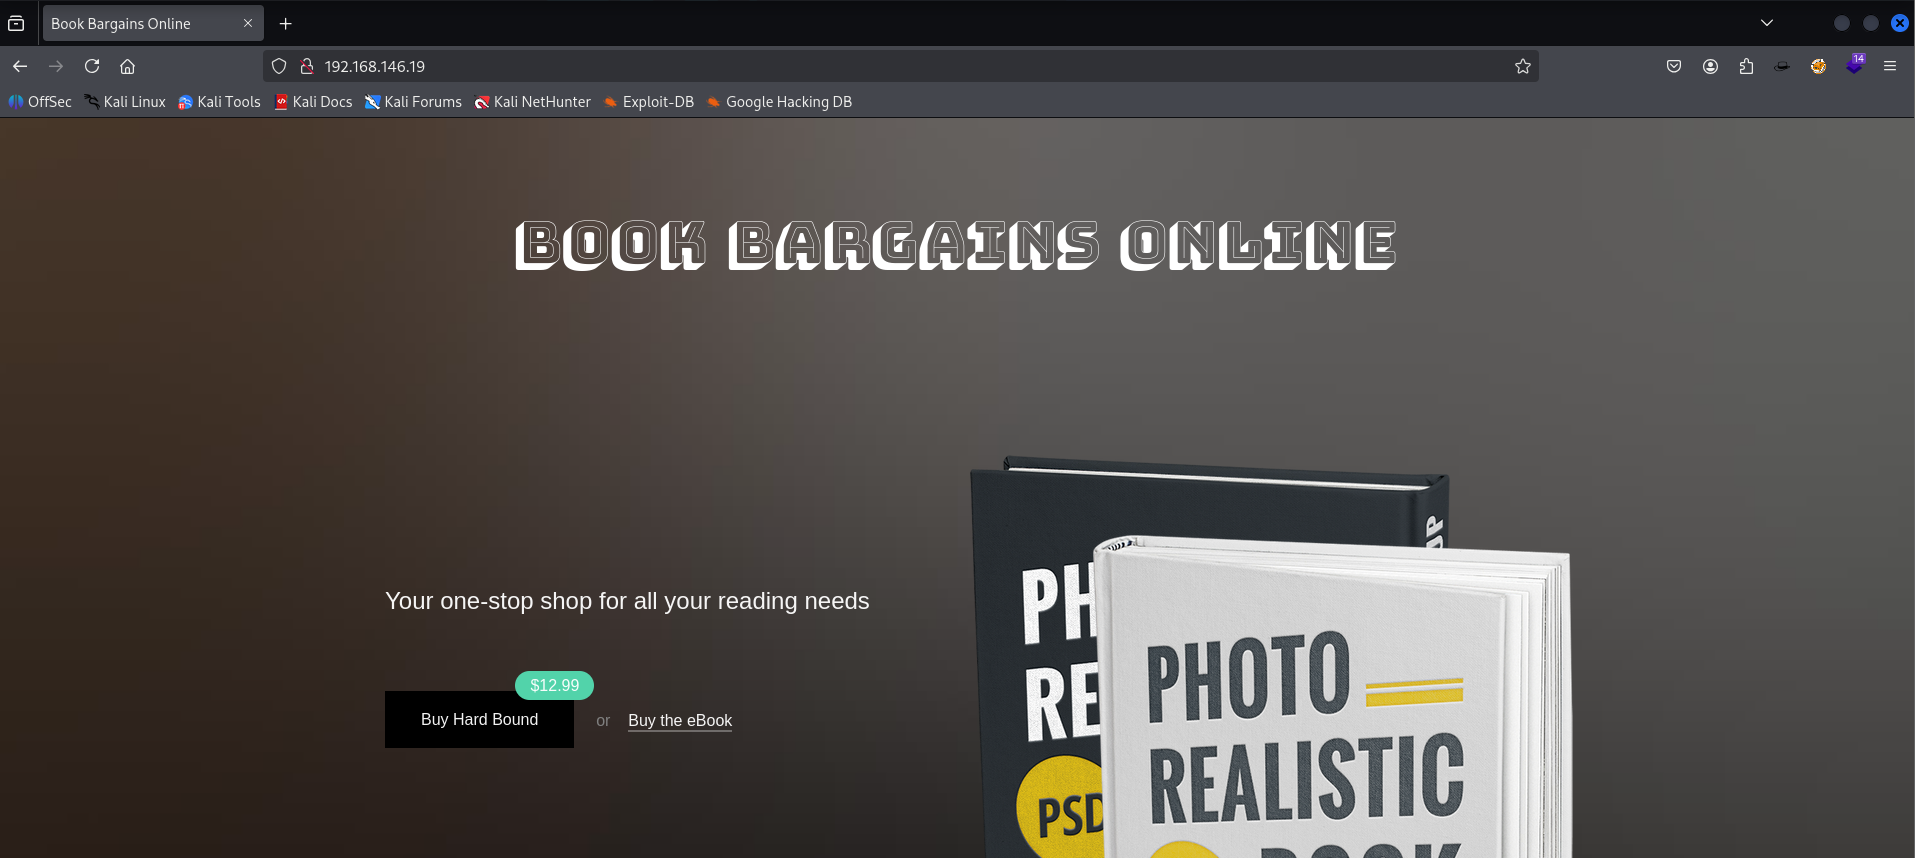 Book Bargains Online
192.168.146.19
14
OffSec Kali Linux Kali Tools Kali Docs Kali Forums Kali NetHunter Exploit-DB Google Hacking DB
BOOK BARGAINS ONLINE
Your one-stop shop for all your reading needs
$12.99
Buy Hard Bound or Buy the eBook
UP
PH
RE
PSD
PHOTO
REALISTIC
BOOK